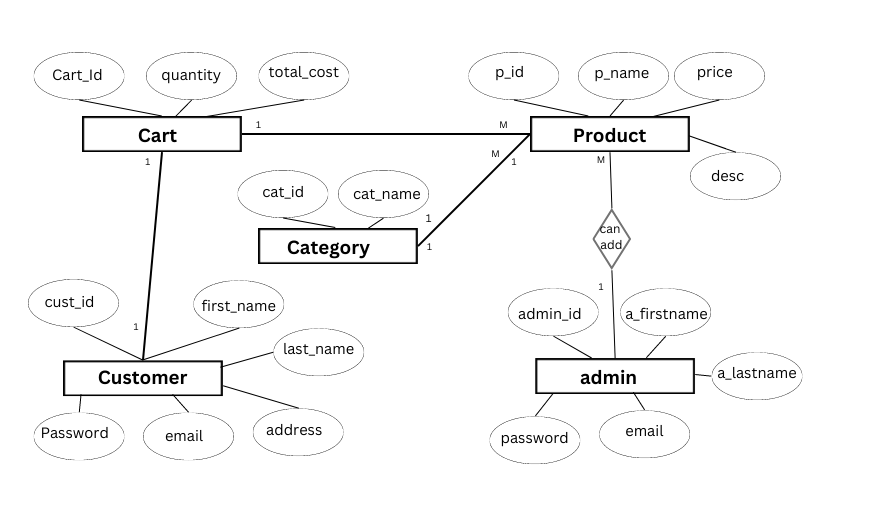 Cart_Id
quantity
total_cost
p_id
p_name
price
Cart
1
M
Product
1
M
1
M
desc
cat_id
cat_name
1
Category
1
can
add
1
cust_id
first_name
1
last_name
admin_id
a_firstname
Customer
admin
a_lastname
Password
email
address
password
email